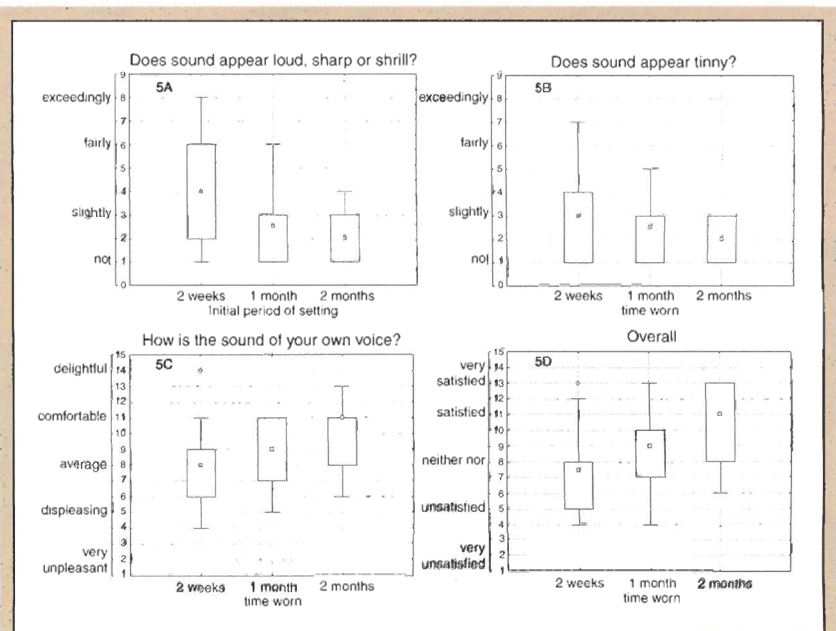 Does sound appear loud, sharp or shrill?
5A
9
exceedingly 8
7
fairly 6
5
4
slightly 3
2
not 1
0
2 weeks 1 month 2 months
Initial period of setting
Does sound appear tinny?
5B
9
exceedingly 8
7
fairly 6
5
4
slightly 3
2
not 1
0
2 weeks 1 month 2 months
time worn
How is the sound of your own voice?
5C
15
delightful 14
13
12
comfortable 11
10
9
average 8
7
6
displeasing 5
4
3
very 2
unpleasant 1
2 weeks 1 month 2 months
time worn
Overall
5D
15
very 14
satisfied 13
12
satisfied 11
10
9
neither nor 8
7
6
unsatisfied 5
4
3
very 2
unsatisfied 1
2 weeks 1 month 2 months
time worn